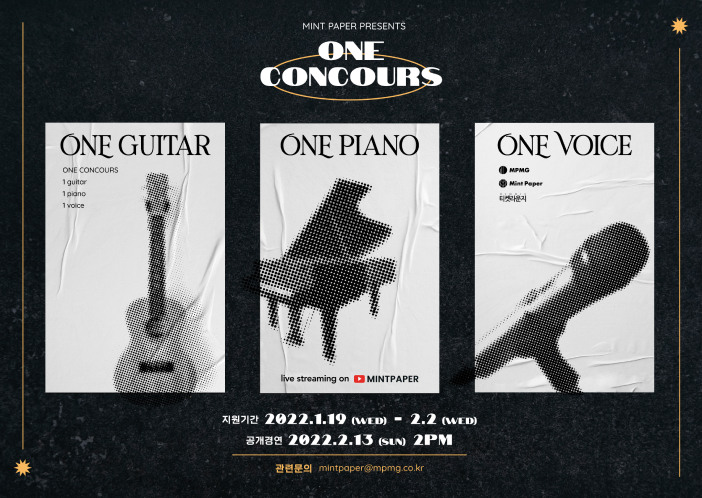 MINT PAPER PRESENTS
ONE
CONCOURS
ONE GUITAR
ONE CONCOURS
1 guitar
1 piano
1 voice
ONE PIANO
live streaming on MINTPAPER
ONE VOICE
MPMG
Mint Paper
티켓라운지
지원기간 2022.1.19 (WED) - 2.2 (WED)
공개경연 2022.2.13 (SUN) 2PM
관련문의 mintpaper@mpmg.co.kr